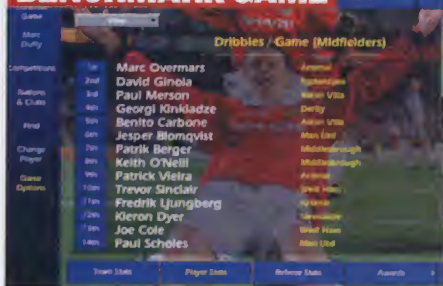 BENCHMARK GAME
View
Dribbles / Game (Midfielders)
Game
Marc
Duffy
Competitions
Nations
& Clubs
Find
Change
Player
Game
Options
1st Marc Overmars Arsenal
2nd David Ginola Tottenham
3rd Paul Merson Aston Villa
4th Georgi Kinkladze Derby
5th Benito Carbone Aston Villa
6th Jesper Blomqvist Man Utd
7th Patrik Berger
8th Keith O'Neill Middlesbrough
9th Patrick Vieira Arsenal
10th Trevor Sinclair West Ham
11th Fredrik Ljungberg Arsenal
12th Kieron Dyer Newcastle
13th Joe Cole West Ham
14th Paul Scholes Man Utd
Team Stats Player Stats Referee Stats Awards